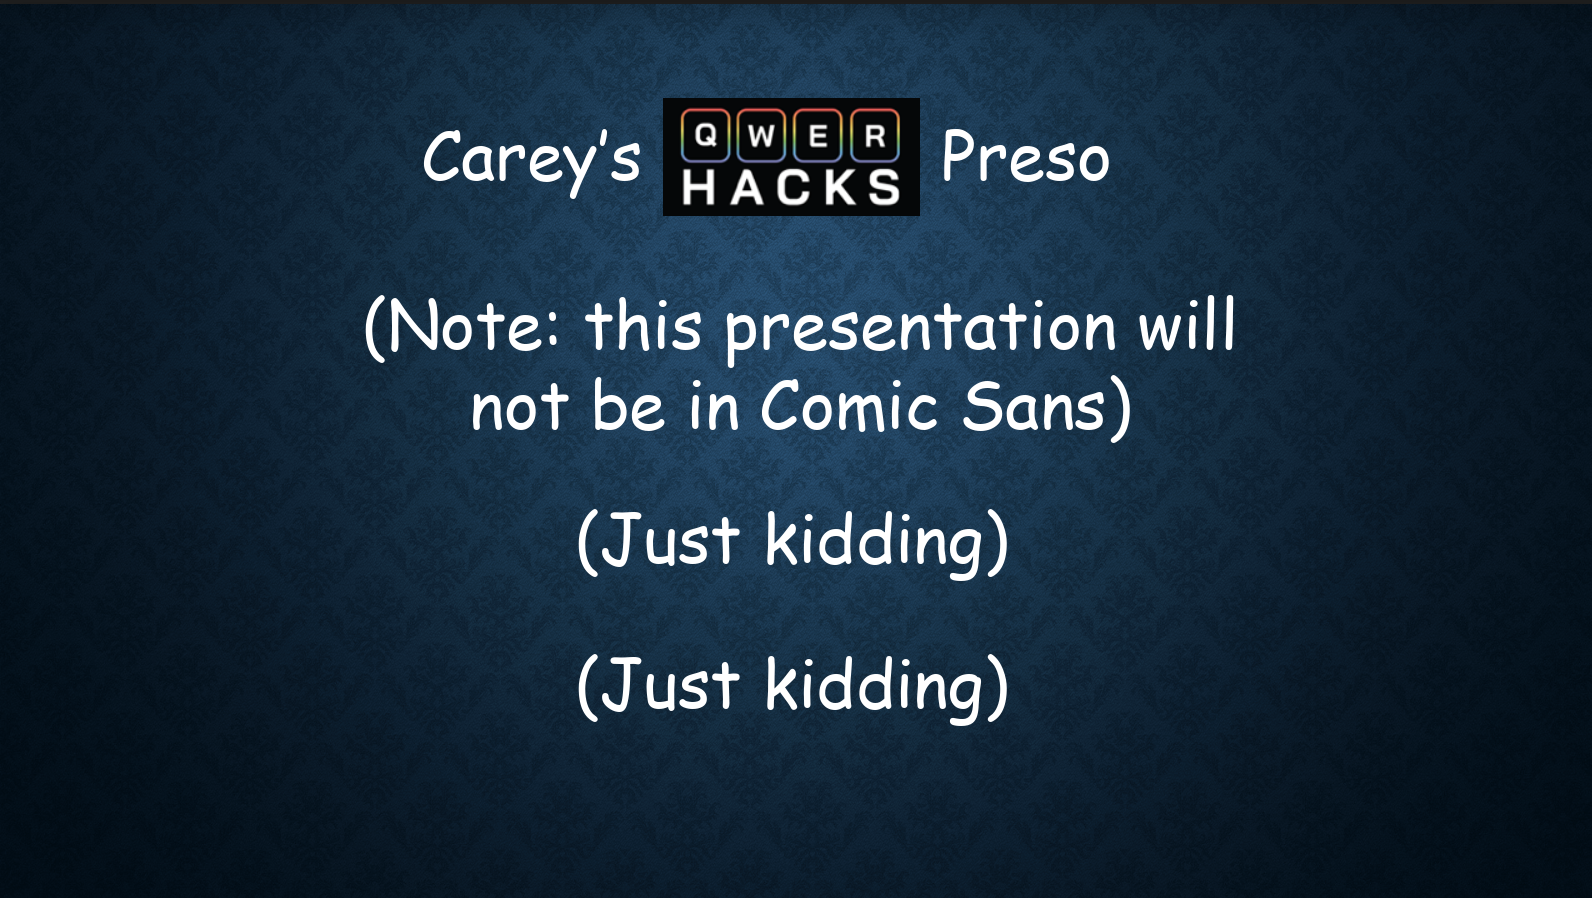 Carey's QWER HACKS Preso
(Note: this presentation will
not be in Comic Sans)
(Just kidding)
(Just kidding)